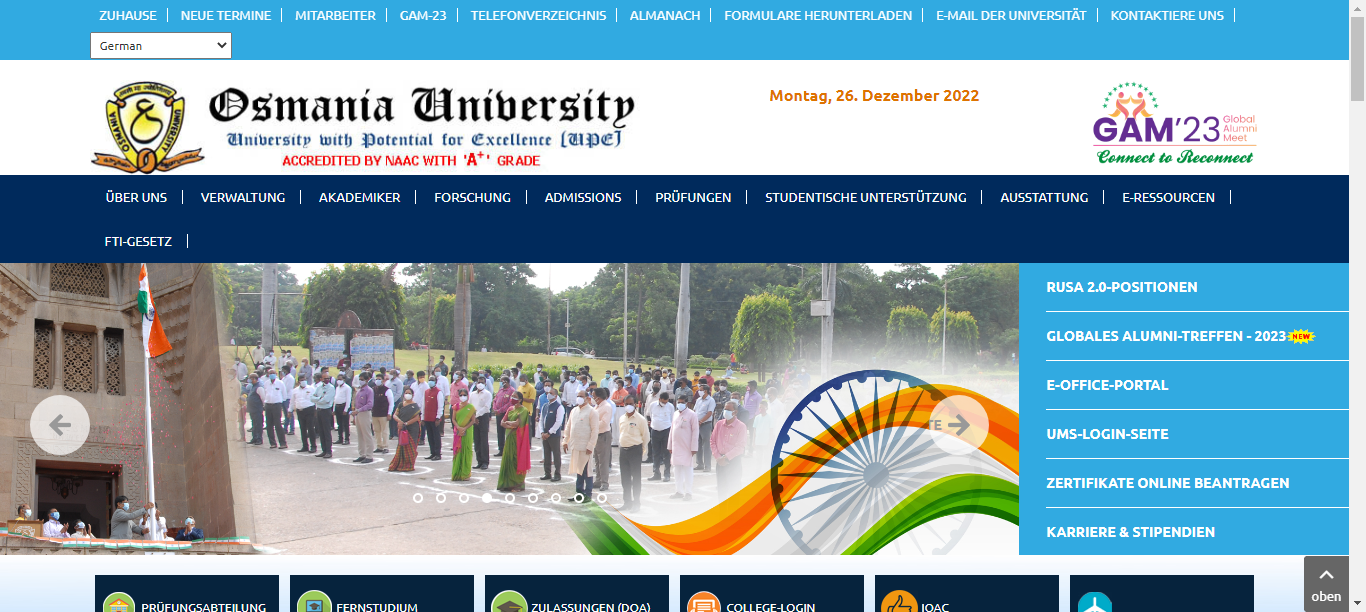 ZUHAUSE NEUE TERMINE MITARBEITER GAM-23 TELEFONVERZEICHNIS ALMANACH FORMULARE HERUNTERLADEN E-MAIL DER UNIVERSITÄT KONTAKTIERE UNS
German
Osmania University
University with Potential for Excellence [UPE]
ACCREDITED BY NAAC WITH 'A+' GRADE
OSMANIA UNIVERSITY
Montag, 26. Dezember 2022
GAM'23 Global Alumni Meet
Connect to Reconnect
ÜBER UNS VERWALTUNG AKADEMIKER FORSCHUNG ADMISSIONS PRÜFUNGEN STUDENTISCHE UNTERSTÜTZUNG AUSSTATTUNG E-RESSOURCEN
FTI-GESETZ
RUSA 2.0-POSITIONEN
GLOBALES ALUMNI-TREFFEN - 2023 NEW
E-OFFICE-PORTAL
UMS-LOGIN-SEITE
ZERTIFIKATE ONLINE BEANTRAGEN
KARRIERE & STIPENDIEN
oben
PRÜFUNGSABTEILUNG FERNSTUDIUM ZULASSUNGEN (DOA) COLLEGE-LOGIN IQAC